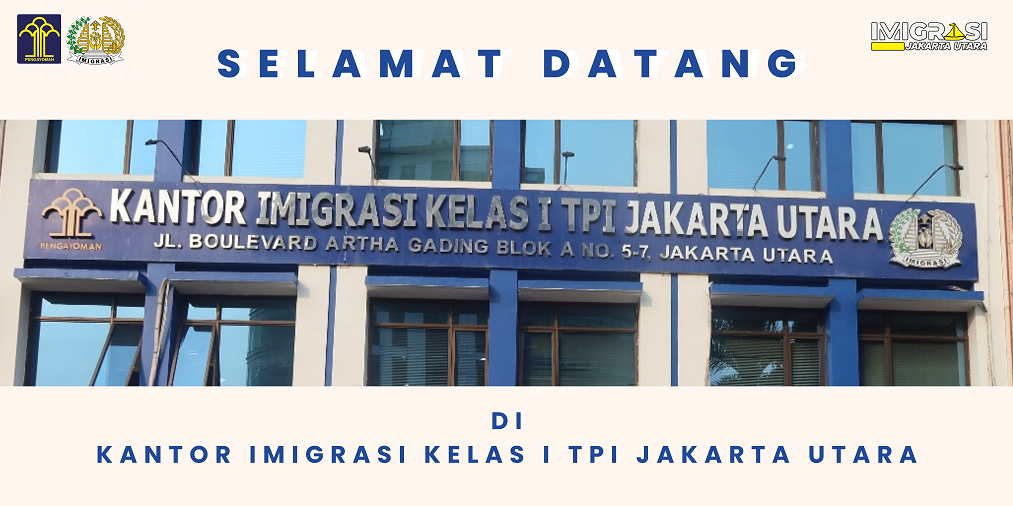 PENGAYOMAN
IMIGRASI
IMIGRASI
JAKARTA UTARA
SELAMAT DATANG
KANTOR IMIGRASI KELAS I TPI JAKARTA UTARA
JL. BOULEVARD ARTHA GADING BLOK A NO. 5-7, JAKARTA UTARA
PENGAYOMAN
IMIGRASI
DI
KANTOR IMIGRASI KELAS I TPI JAKARTA UTARA